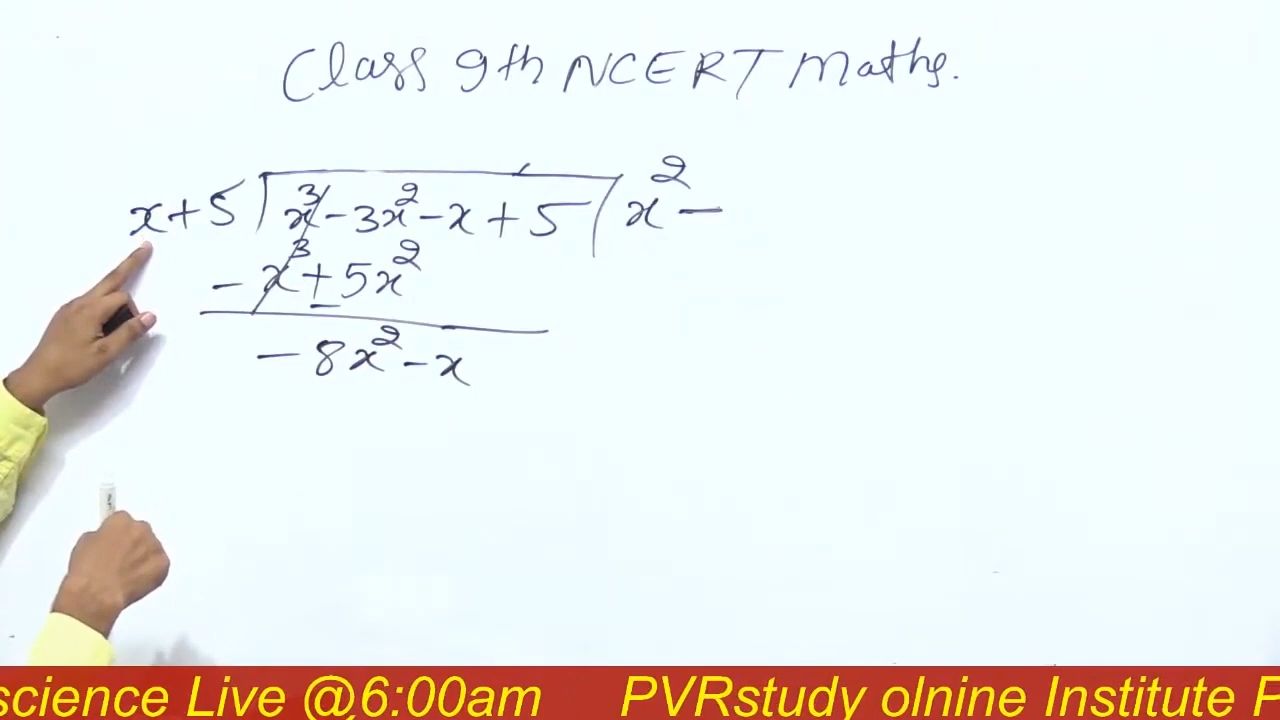 Class 9th NCERT Maths.
x+5 x³ - 3x² - x + 5 ( x² -
- x³ + 5x²
-
- 8x² - x
science Live @6:00am PVRstudy olnine Institute P